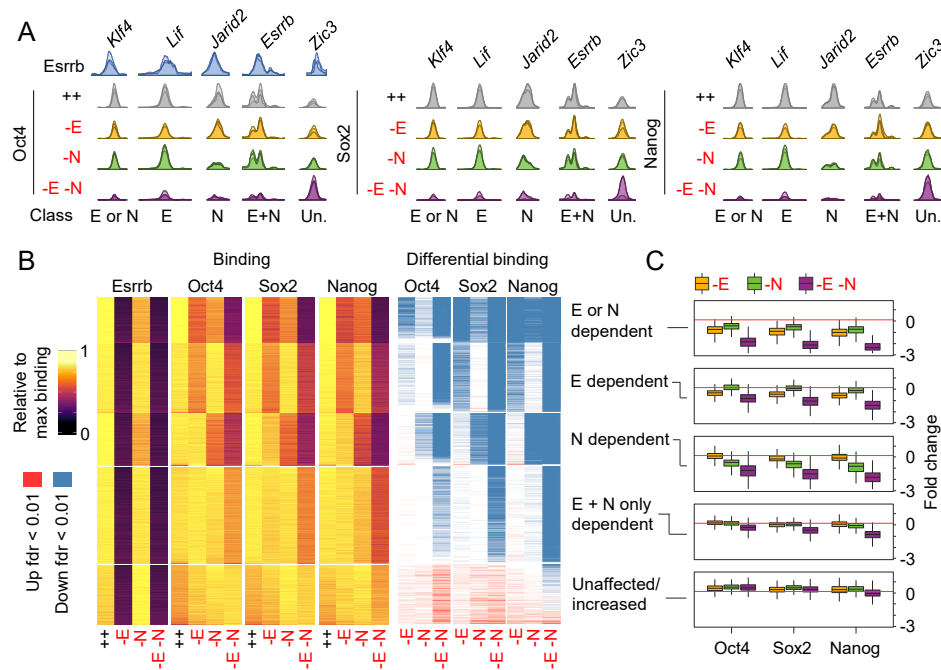 A
Klf4 Lif Jarid2 Esrrb Zic3
Klf4 Lif Jarid2 Esrrb Zic3
Klf4 Lif Jarid2 Esrrb Zic3
Esrrb
Oct4
++
-E
-N
-E -N
Sox2
++
-E
-N
-E -N
Nanog
++
-E
-N
-E -N
Class
E or N E N E+N Un.
E or N E N E+N Un.
E or N E N E+N Un.
B
Binding
Differential binding
Esrrb Oct4 Sox2 Nanog
Oct4 Sox2 Nanog
Relative to
max binding
1
0
Up fdr < 0.01
Down fdr < 0.01
++ -E -N -E -N ++ -E -N -E -N ++ -E -N -E -N ++ -E -N -E -N
-E -N -E -N -E -N -E -N -E -N -E -N
E or N
dependent
E dependent
N dependent
E + N only
dependent
Unaffected/
increased
C
-E -N -E -N
0
-3
0
-3
0
-3
0
-3
0
-3
Fold change
Oct4 Sox2 Nanog